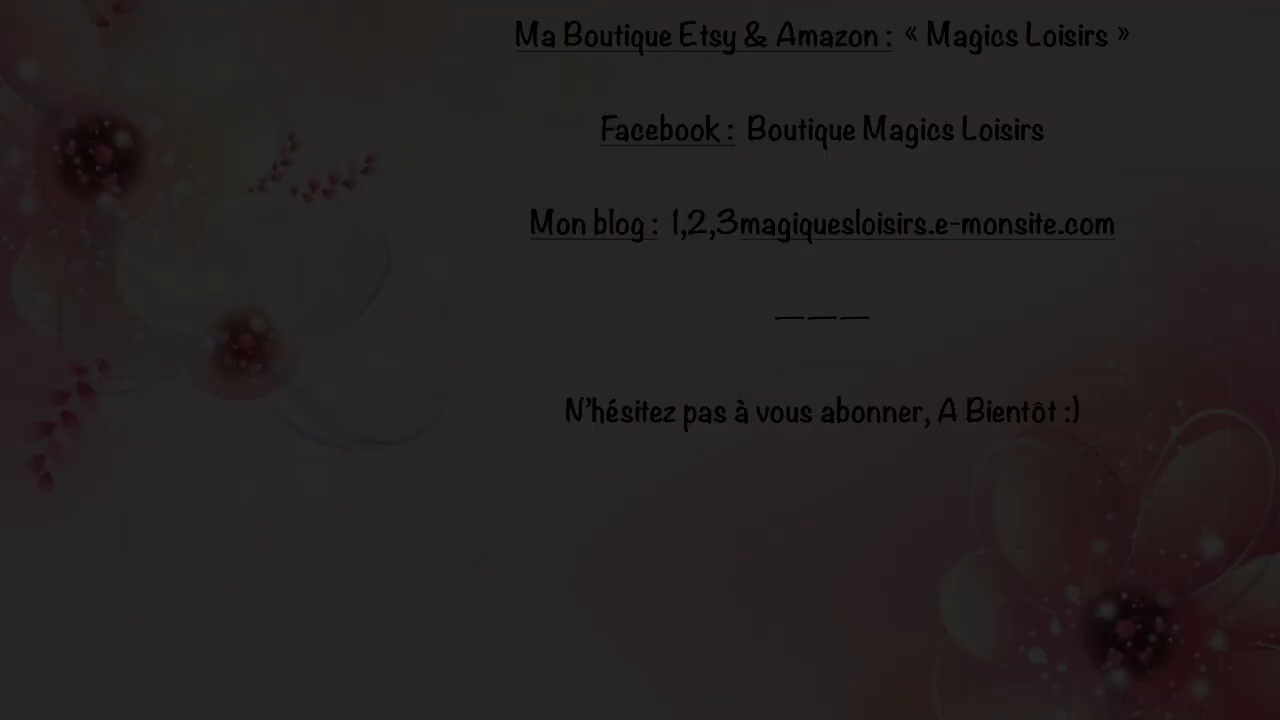 Ma Boutique Etsy & Amazon : « Magics Loisirs »
Facebook : Boutique Magics Loisirs
Mon blog : 1,2,3magiquesloisirs.e-monsite.com
———
N’hésitez pas à vous abonner, A Bientôt :)